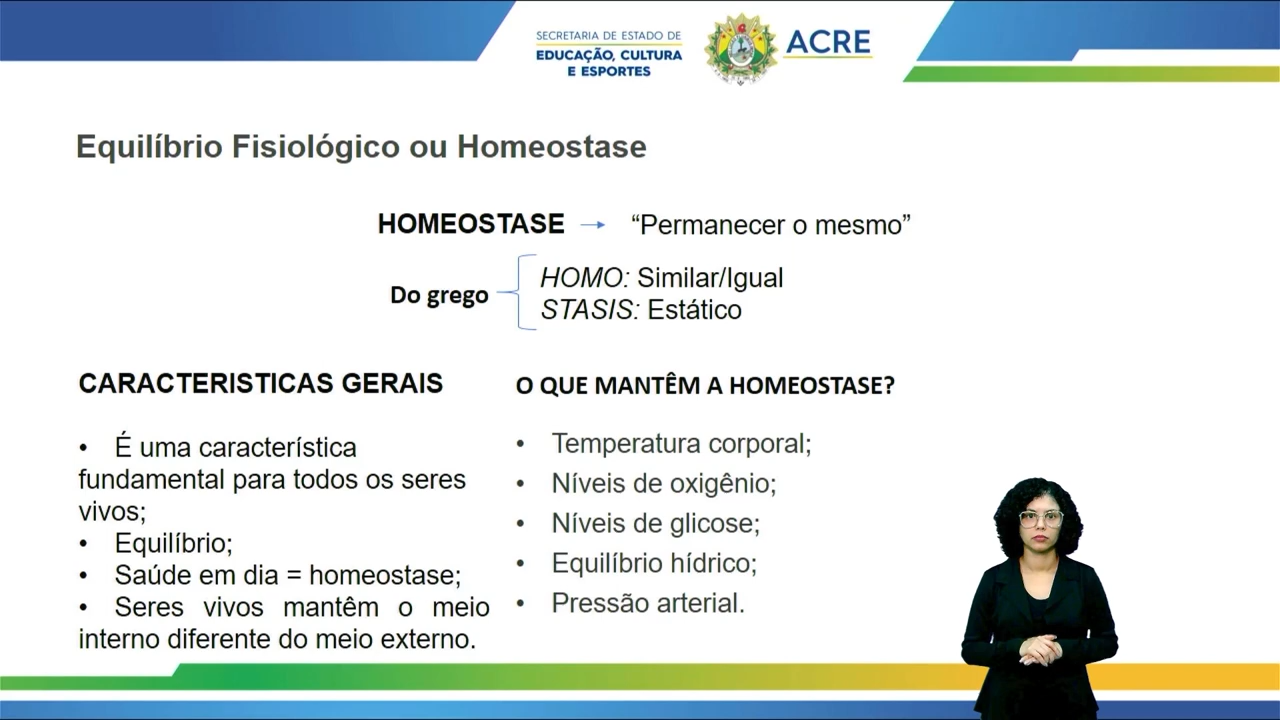 SECRETARIA DE ESTADO DE
EDUCAÇÃO, CULTURA
E ESPORTES
ACRE
Equilíbrio Fisiológico ou Homeostase
HOMEOSTASE → “Permanecer o mesmo”
Do grego
HOMO: Similar/Igual
STASIS: Estático
CARACTERISTICAS GERAIS
• É uma característica
fundamental para todos os seres
vivos;
• Equilíbrio;
• Saúde em dia = homeostase;
• Seres vivos mantêm o meio
interno diferente do meio externo.
O QUE MANTÊM A HOMEOSTASE?
• Temperatura corporal;
• Níveis de oxigênio;
• Níveis de glicose;
• Equilíbrio hídrico;
• Pressão arterial.